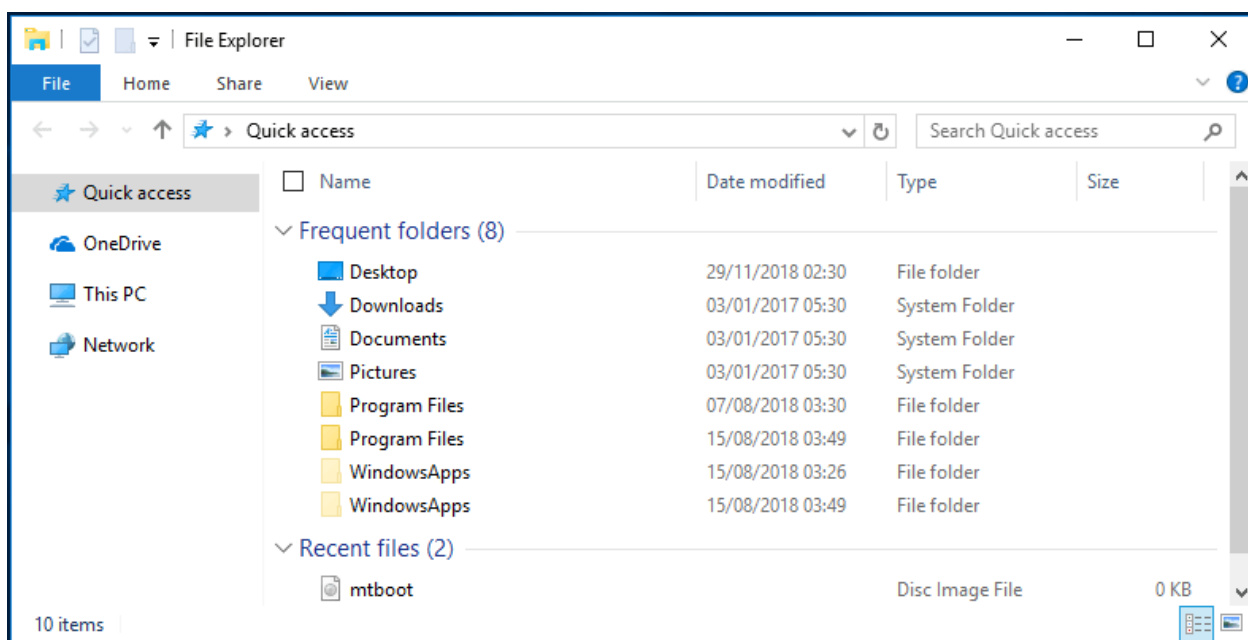 File Explorer
File Home Share View
Quick access Search Quick access
Name Date modified Type Size
Quick access
OneDrive
This PC
Network
Frequent folders (8)
Desktop 29/11/2018 02:30 File folder
Downloads 03/01/2017 05:30 System Folder
Documents 03/01/2017 05:30 System Folder
Pictures 03/01/2017 05:30 System Folder
Program Files 07/08/2018 03:30 File folder
Program Files 15/08/2018 03:49 File folder
WindowsApps 15/08/2018 03:26 File folder
WindowsApps 15/08/2018 03:49 File folder
Recent files (2)
mtboot Disc Image File 0 KB
10 items